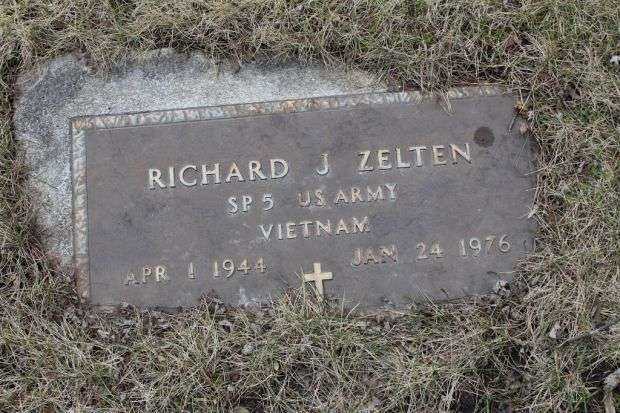 RICHARD J ZELTEN
SP5 US ARMY
VIETNAM
APR 1 1944 JAN 24 1976